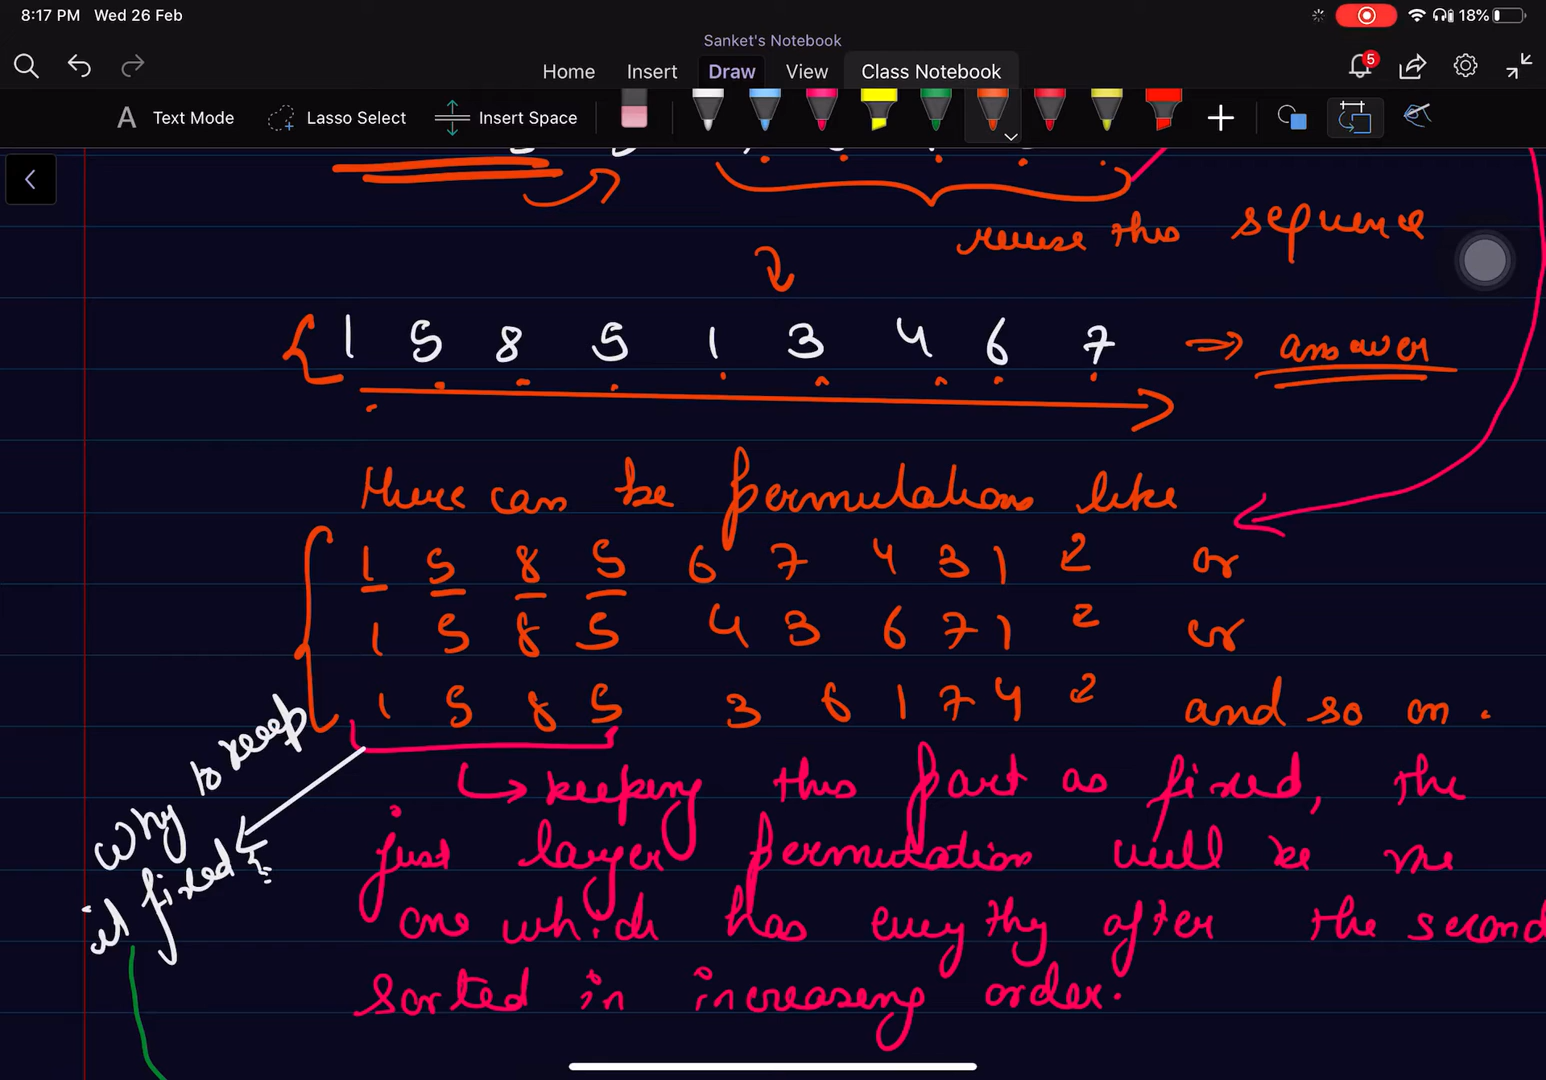 8:17 PM Wed 26 Feb 18%
Sanket's Notebook
Home Insert Draw View Class Notebook 5
A Text Mode Lasso Select Insert Space
this sequence
1 5 8 5 1 3 4 6 7 ⇒ answer
there can be permutations like
1 5 8 5 6 7 4 3 1 2 or
1 5 8 5 4 3 6 7 1 2 or
1 5 8 5 3 6 1 7 4 2 and so on.
why to keep
it fixed?
↳ keeping this part as fixed, the
just larger permutation will be the
one which has everythg after the second
sorted in increaseng order.